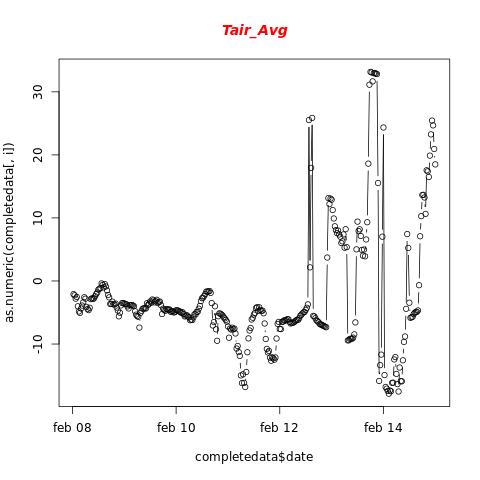 Tair_Avg
as.numeric(completedata[, i])
30
20
10
0
-10
feb 08
feb 10
feb 12
feb 14
completedata$date